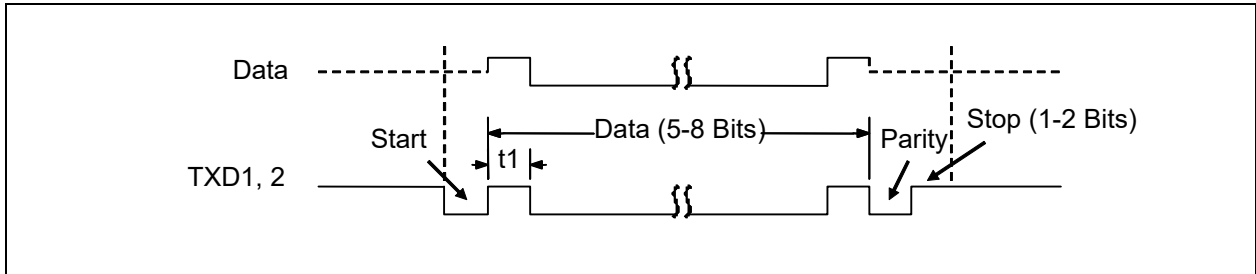 Data
Start
Data (5-8 Bits)
Parity
Stop (1-2 Bits)
t1
TXD1, 2